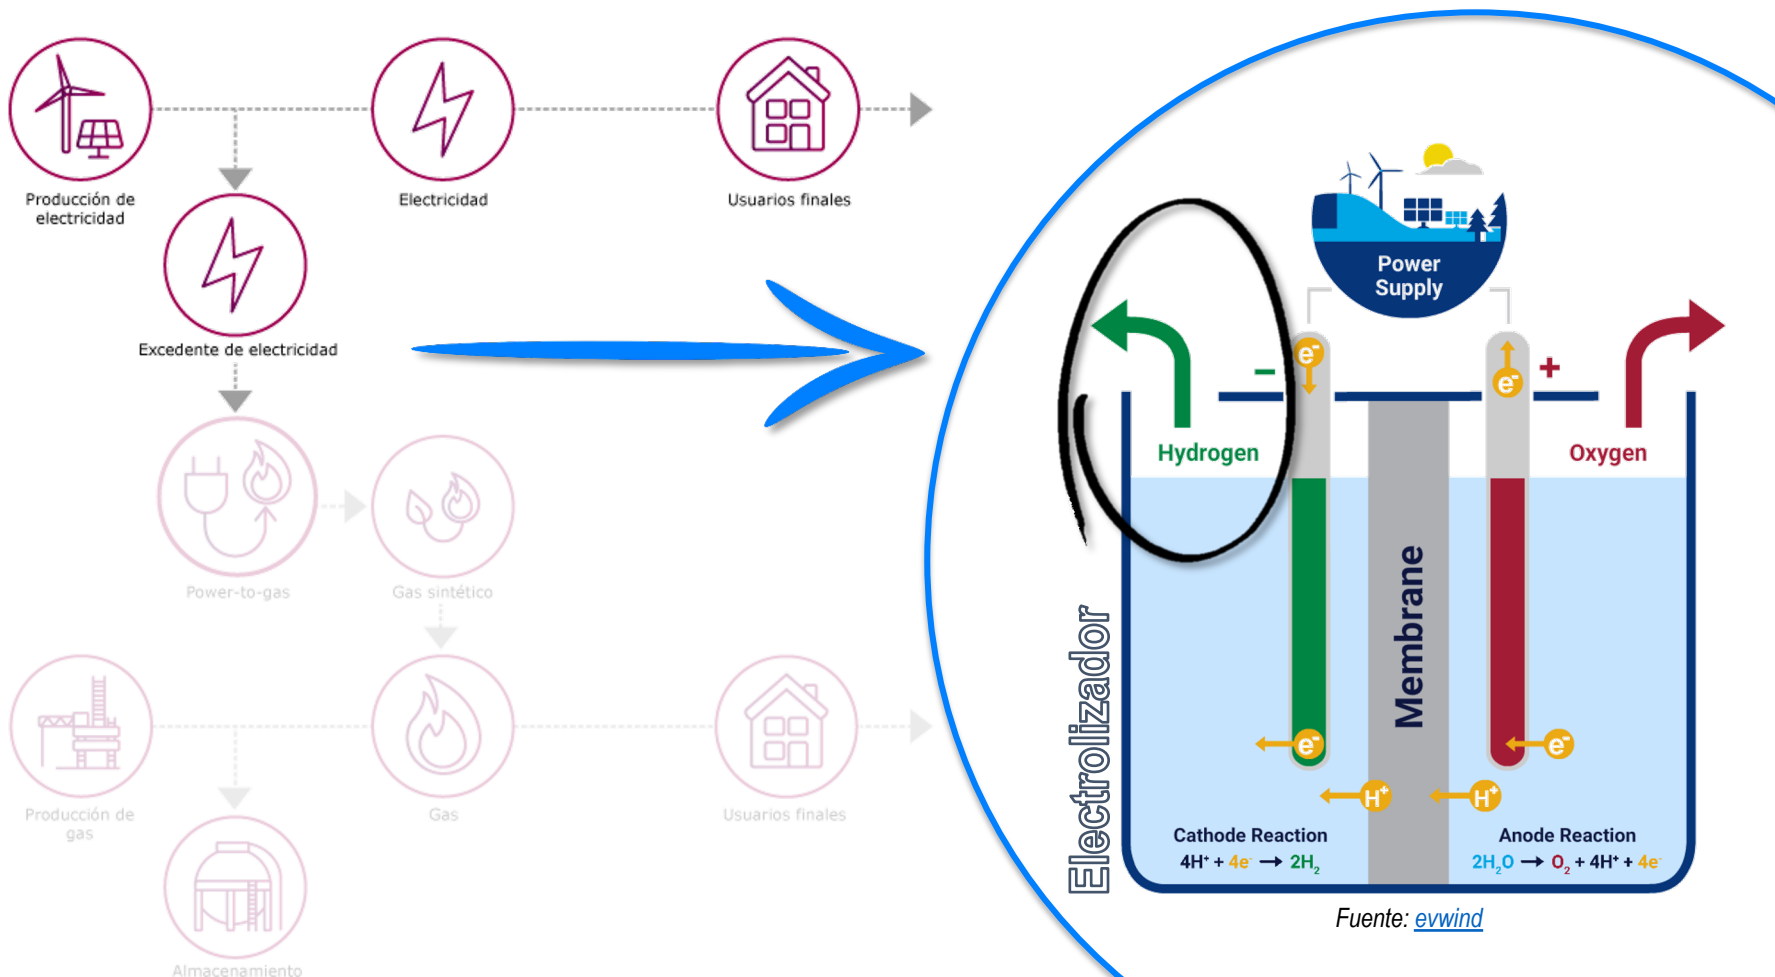 Producción de
electricidad
Electricidad
Usuarios finales
Excedente de electricidad
Power-to-gas
Gas sintético
Producción de
gas
Gas
Usuarios finales
Almacenamiento
Electrolizador
Power
Supply
e⁻
e⁻
−
+
Hydrogen
Oxygen
Membrane
e⁻
e⁻
H⁺
H⁺
Cathode Reaction
4H⁺ + 4e⁻ → 2H₂
Anode Reaction
2H₂O → O₂ + 4H⁺ + 4e⁻
Fuente: evwind